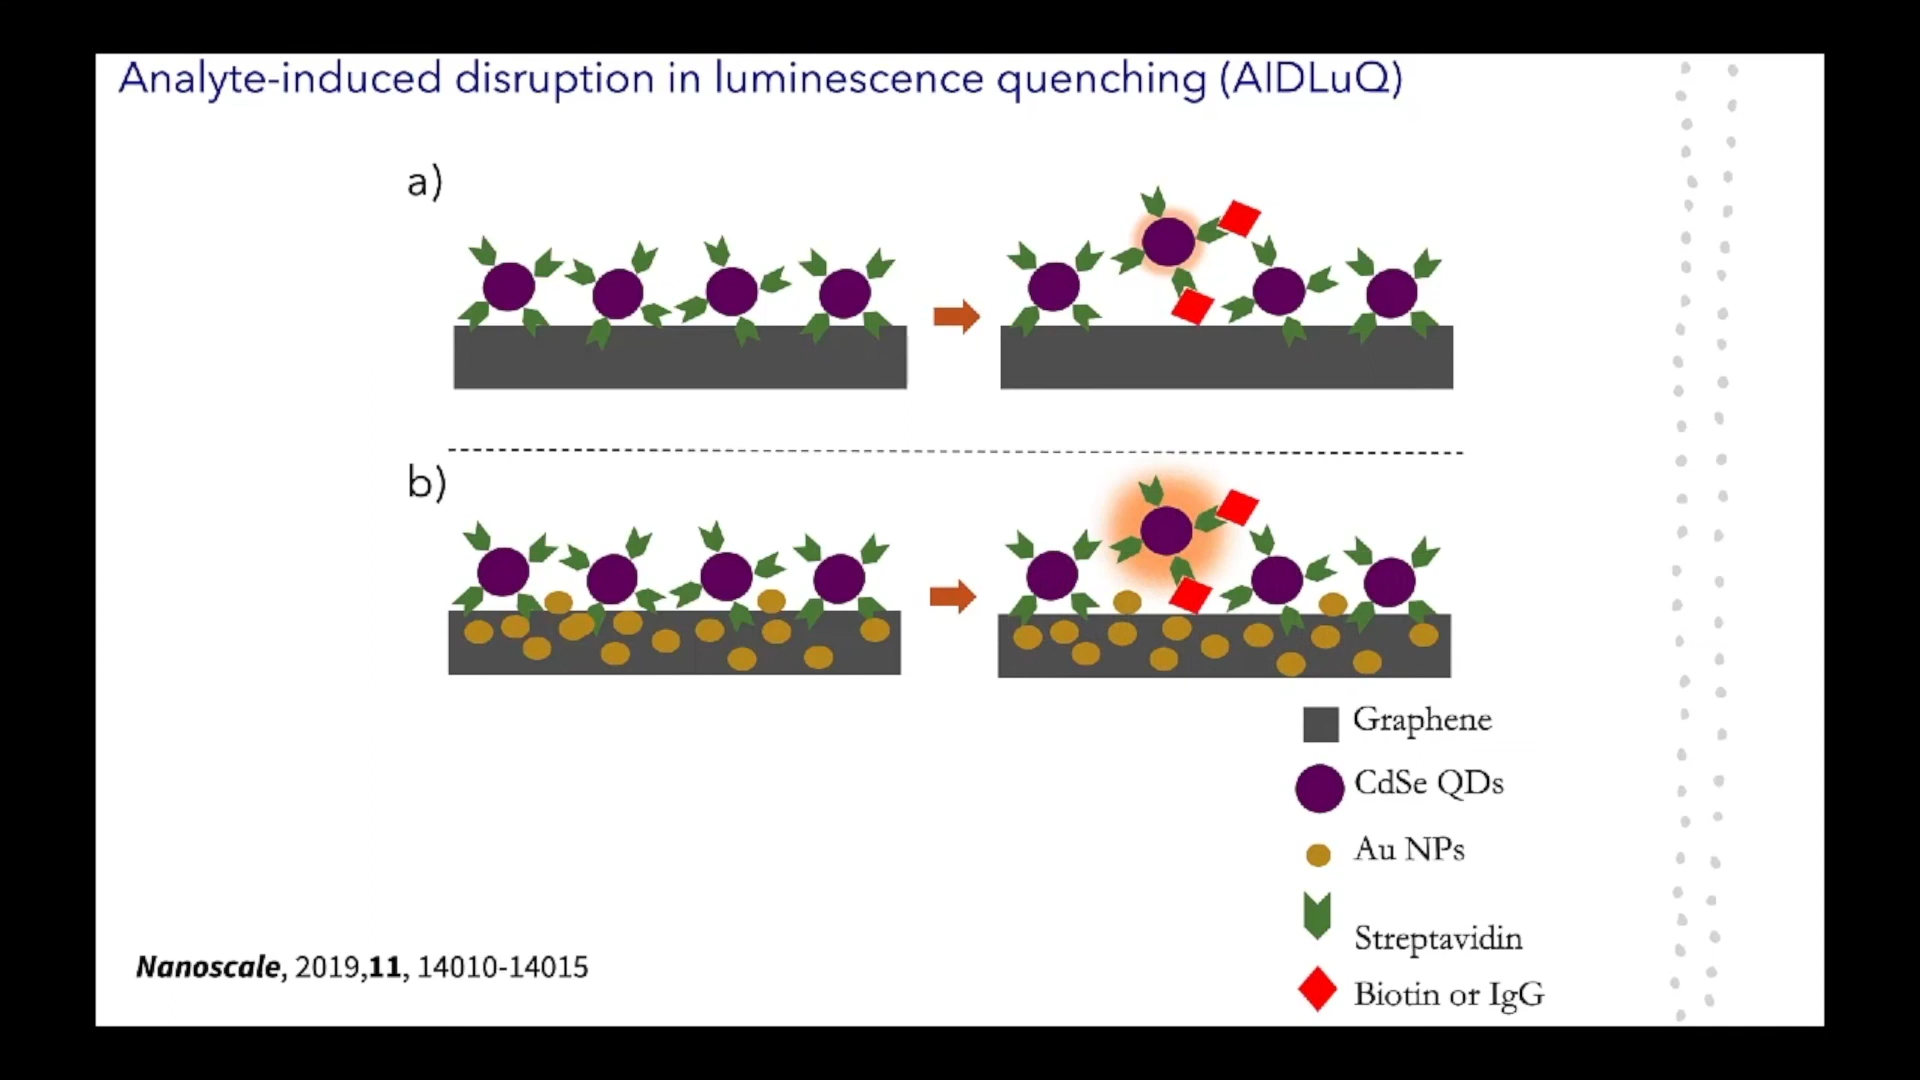 Analyte-induced disruption in luminescence quenching (AIDLuQ)
a)
b)
Graphene
CdSe QDs
Au NPs
Streptavidin
Biotin or IgG
Nanoscale, 2019,11, 14010-14015